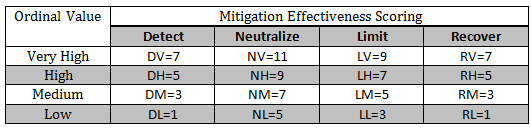 Ordinal Value Mitigation Effectiveness Scoring
Detect Neutralize Limit Recover
Very High DV=7 NV=11 LV=9 RV=7
High DH=5 NH=9 LH=7 RH=5
Medium DM=3 NM=7 LM=5 RM=3
Low DL=1 NL=5 LL=3 RL=1